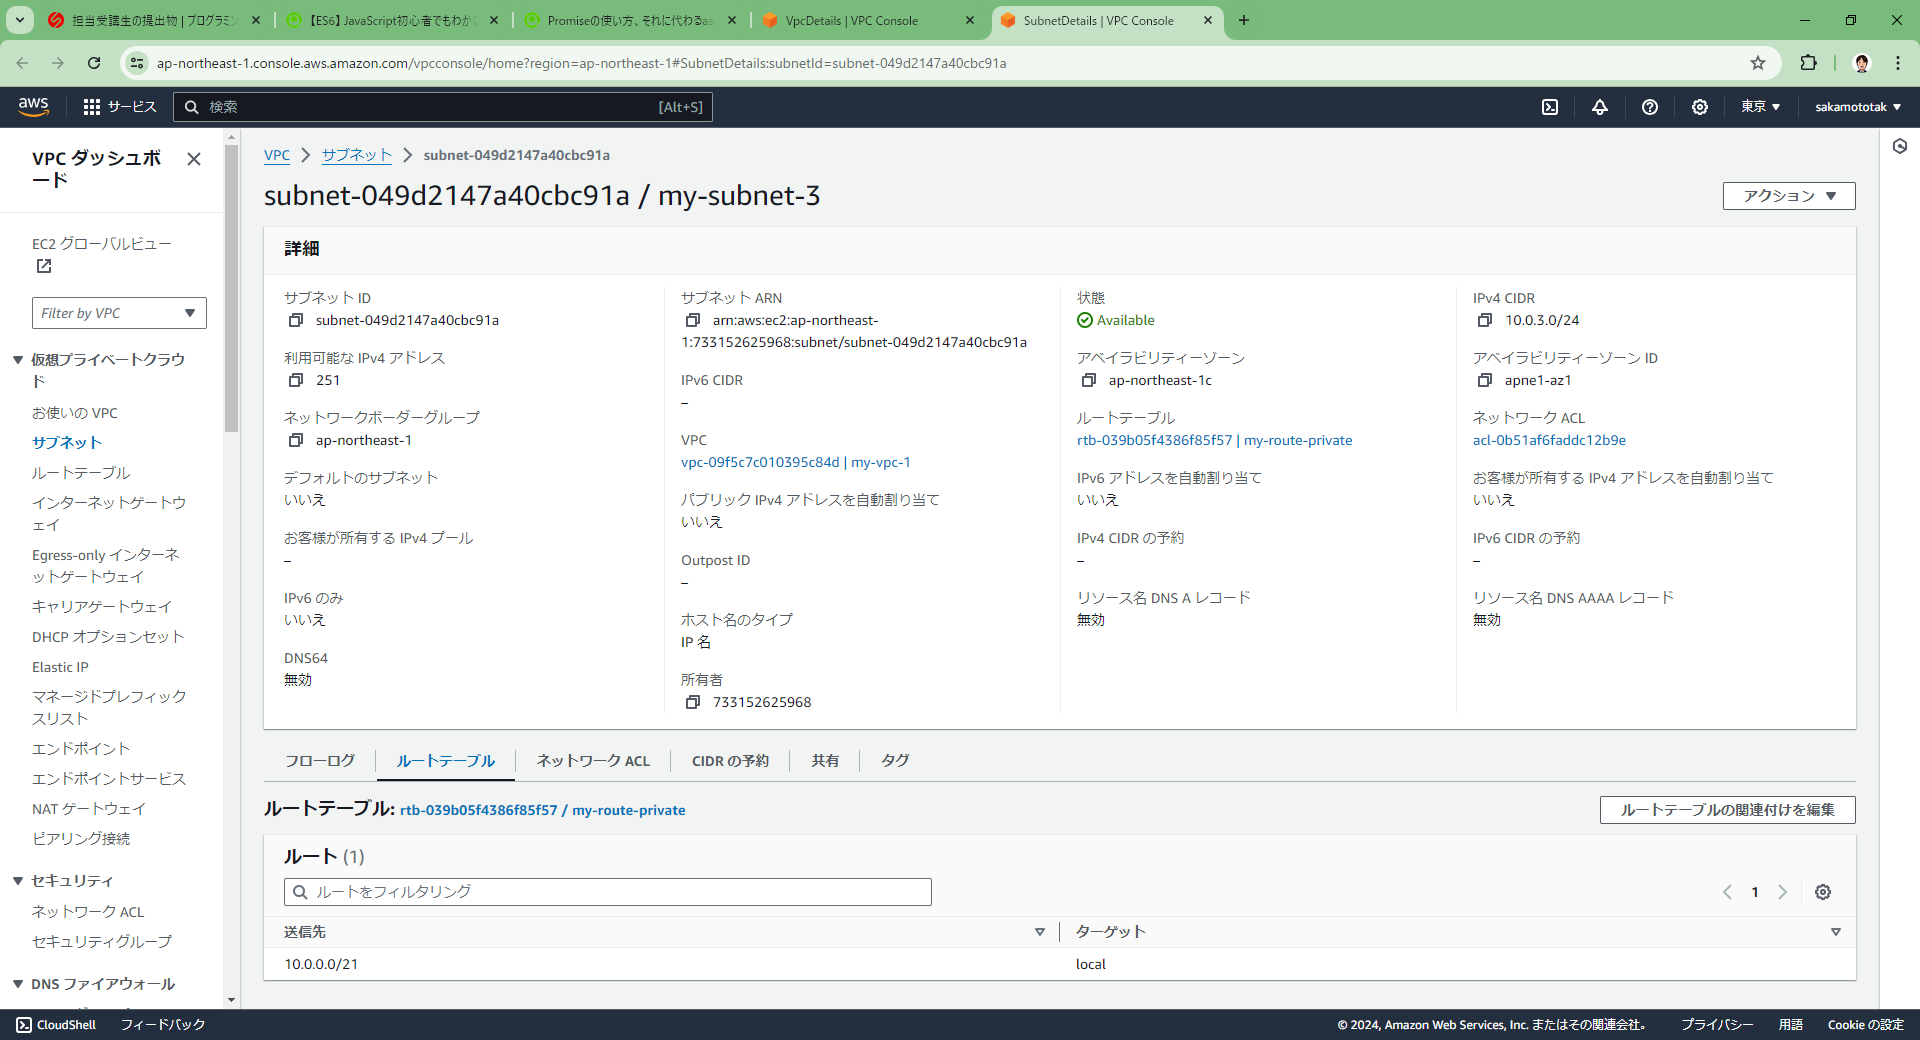 担当受講生の提出物 | プログラミン
【ES6】 JavaScript初心者でもわかる
Promiseの使い方、それに代わるas
VpcDetails | VPC Console
SubnetDetails | VPC Console
ap-northeast-1.console.aws.amazon.com/vpcconsole/home?region=ap-northeast-1#SubnetDetails:subnetId=subnet-049d2147a40cbc91a
aws
サービス
検索
[Alt+S]
東京
sakamototak
VPC ダッシュボ
ード
EC2 グローバルビュー
Filter by VPC
仮想プライベートクラウ
ド
お使いの VPC
サブネット
ルートテーブル
インターネットゲートウ
ェイ
Egress-only インターネ
ットゲートウェイ
キャリアゲートウェイ
DHCP オプションセット
Elastic IP
マネージドプレフィック
スリスト
エンドポイント
エンドポイントサービス
NAT ゲートウェイ
ピアリング接続
セキュリティ
ネットワーク ACL
セキュリティグループ
DNS ファイアウォール
VPC
サブネット
subnet-049d2147a40cbc91a
subnet-049d2147a40cbc91a / my-subnet-3
アクション
詳細
サブネット ID
subnet-049d2147a40cbc91a
利用可能な IPv4 アドレス
251
ネットワークボーダーグループ
ap-northeast-1
デフォルトのサブネット
いいえ
お客様が所有する IPv4 プール
–
IPv6 のみ
いいえ
DNS64
無効
サブネット ARN
arn:aws:ec2:ap-northeast-
1:733152625968:subnet/subnet-049d2147a40cbc91a
IPv6 CIDR
–
VPC
vpc-09f5c7c010395c84d | my-vpc-1
パブリック IPv4 アドレスを自動割り当て
いいえ
Outpost ID
–
ホスト名のタイプ
IP 名
所有者
733152625968
状態
Available
アベイラビリティーゾーン
ap-northeast-1c
ルートテーブル
rtb-039b05f4386f85f57 | my-route-private
IPv6 アドレスを自動割り当て
いいえ
IPv4 CIDR の予約
–
リソース名 DNS A レコード
無効
IPv4 CIDR
10.0.3.0/24
アベイラビリティーゾーン ID
apne1-az1
ネットワーク ACL
acl-0b51af6faddc12b9e
お客様が所有する IPv4 アドレスを自動割り当て
いいえ
IPv6 CIDR の予約
–
リソース名 DNS AAAA レコード
無効
フローログ
ルートテーブル
ネットワーク ACL
CIDR の予約
共有
タグ
ルートテーブル: rtb-039b05f4386f85f57 / my-route-private
ルートテーブルの関連付けを編集
ルート (1)
ルートをフィルタリング
1
送信先
ターゲット
10.0.0.0/21
local
CloudShell
フィードバック
© 2024, Amazon Web Services, Inc. またはその関連会社。
プライバシー
用語
Cookie の設定